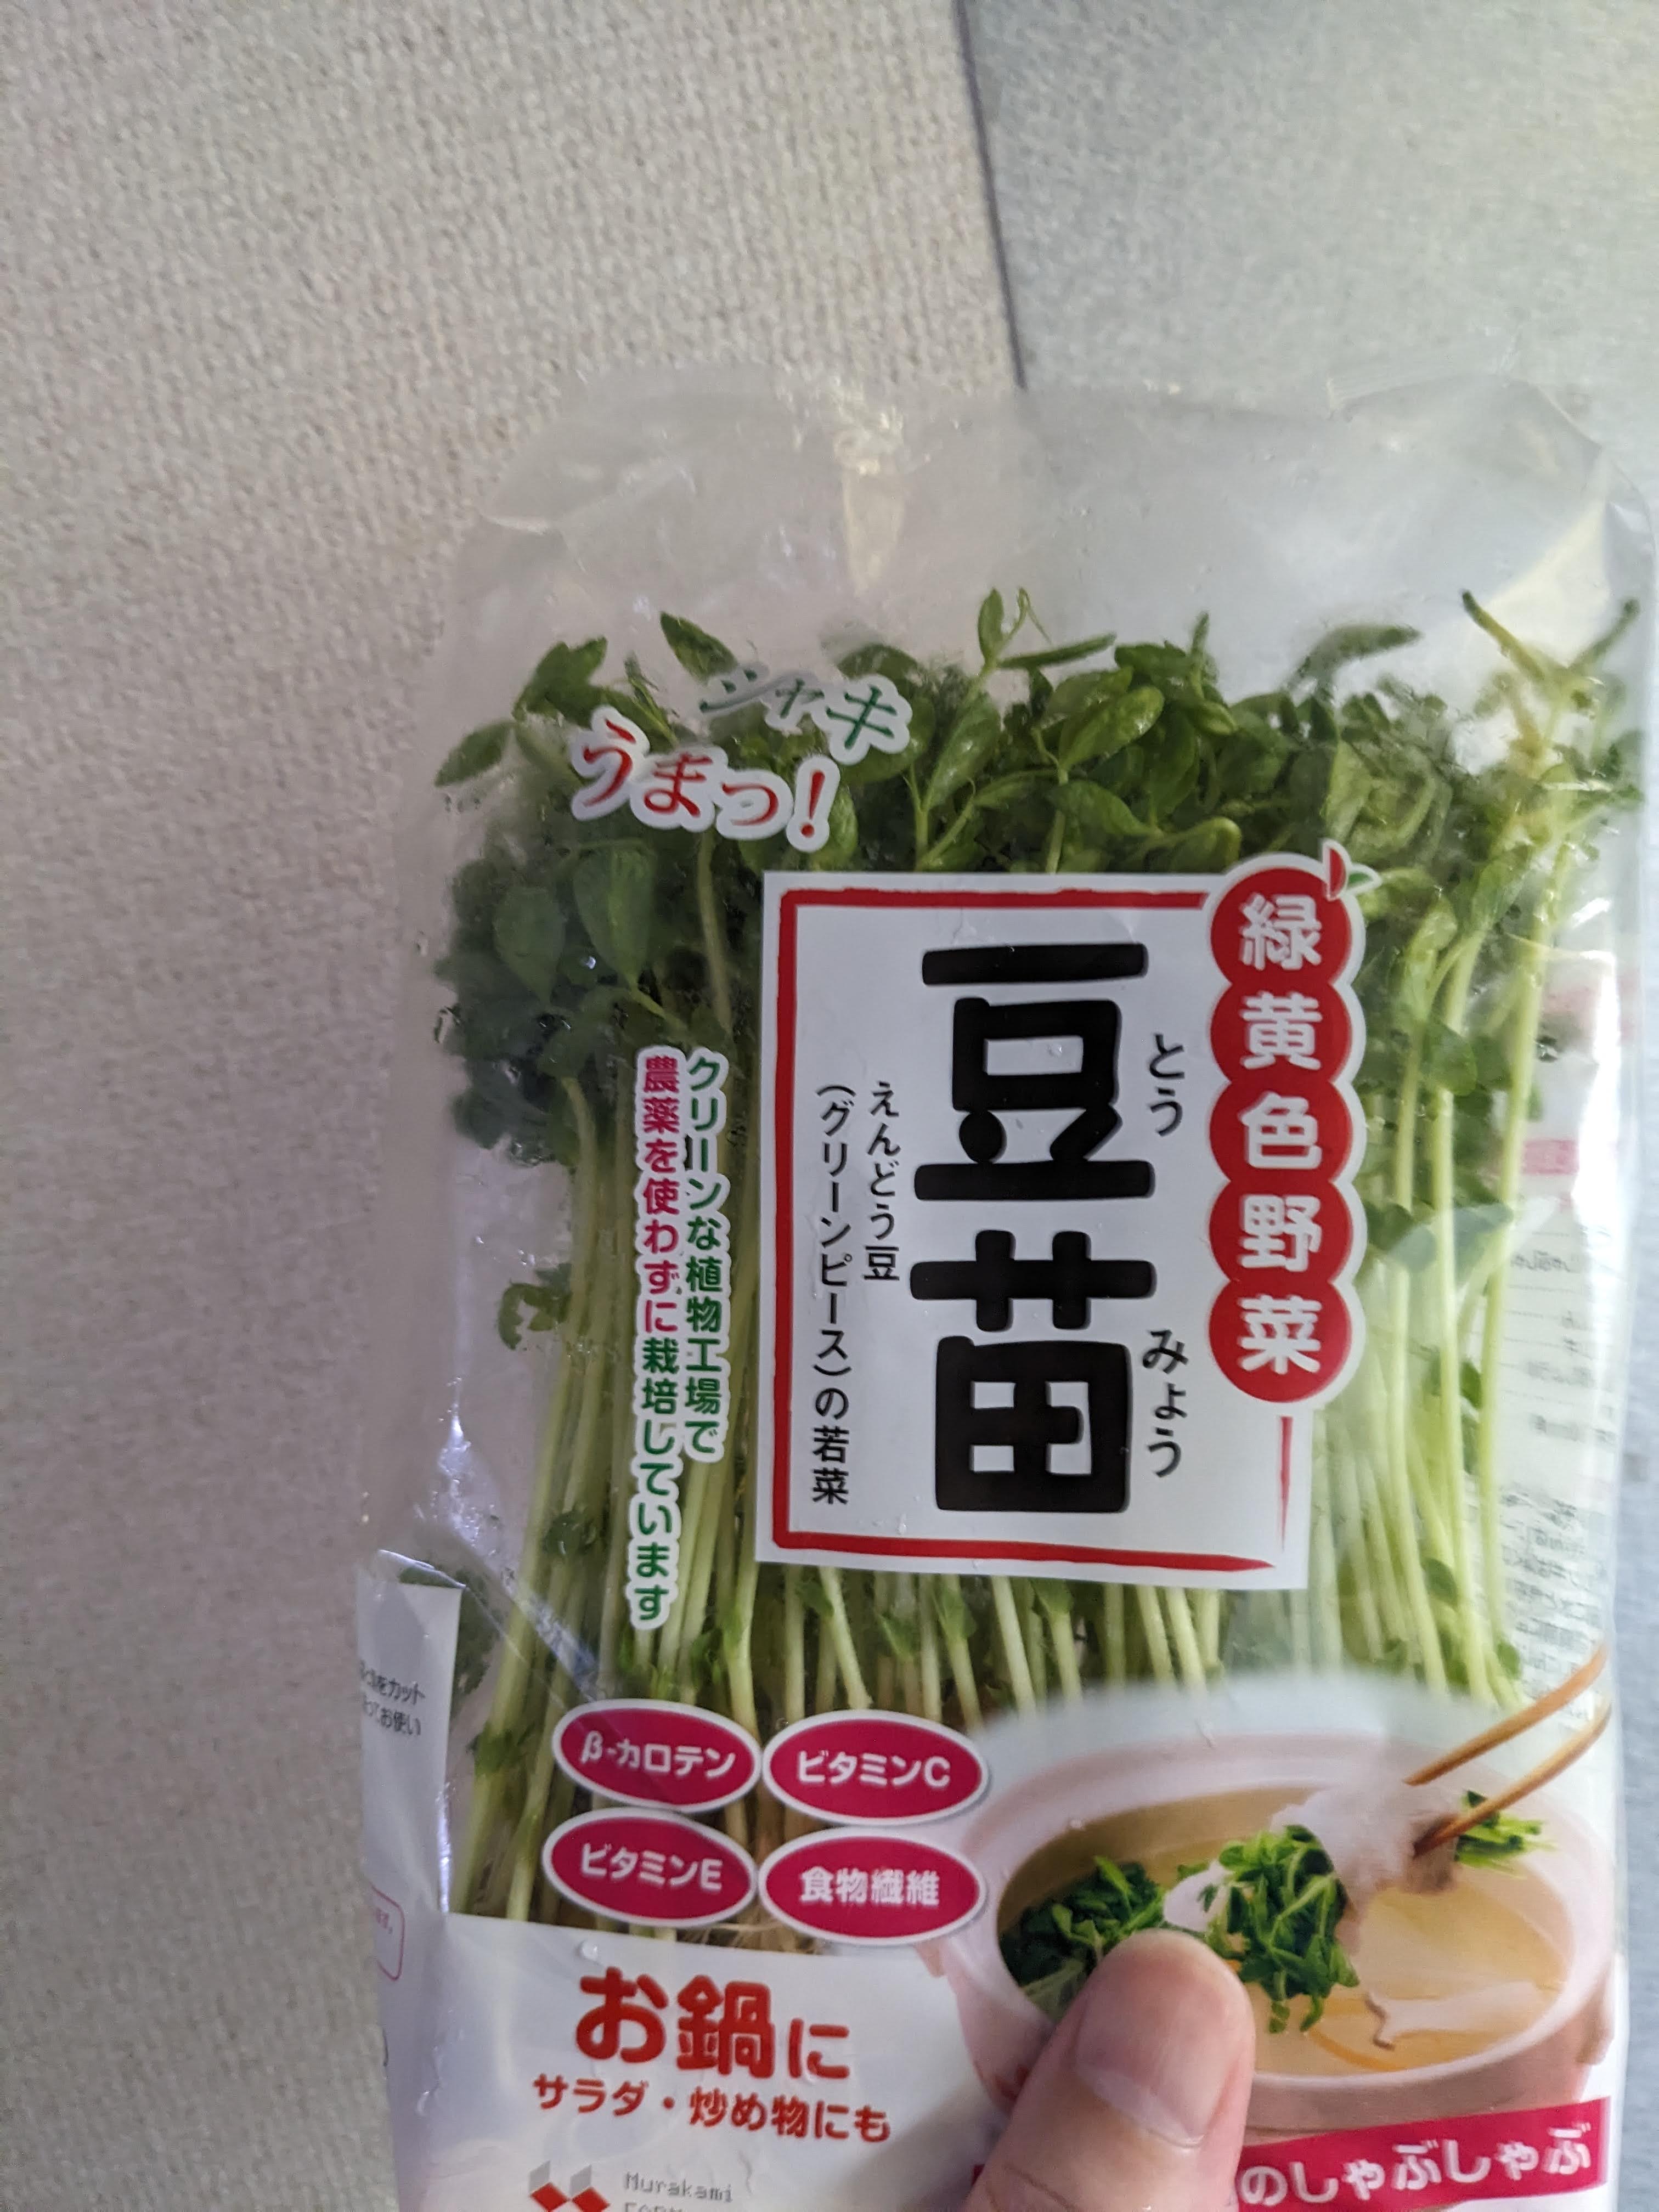 シャキ
うまっ!
緑黄色野菜
とう みょう
豆苗
えんどう豆
(グリーンピース)の若菜
クリーンな植物工場で
農薬を使わずに栽培しています
β-カロテン
ビタミンC
ビタミンE
食物繊維
お鍋に
サラダ・炒め物にも
Murakami
のしゃぶしゃぶ